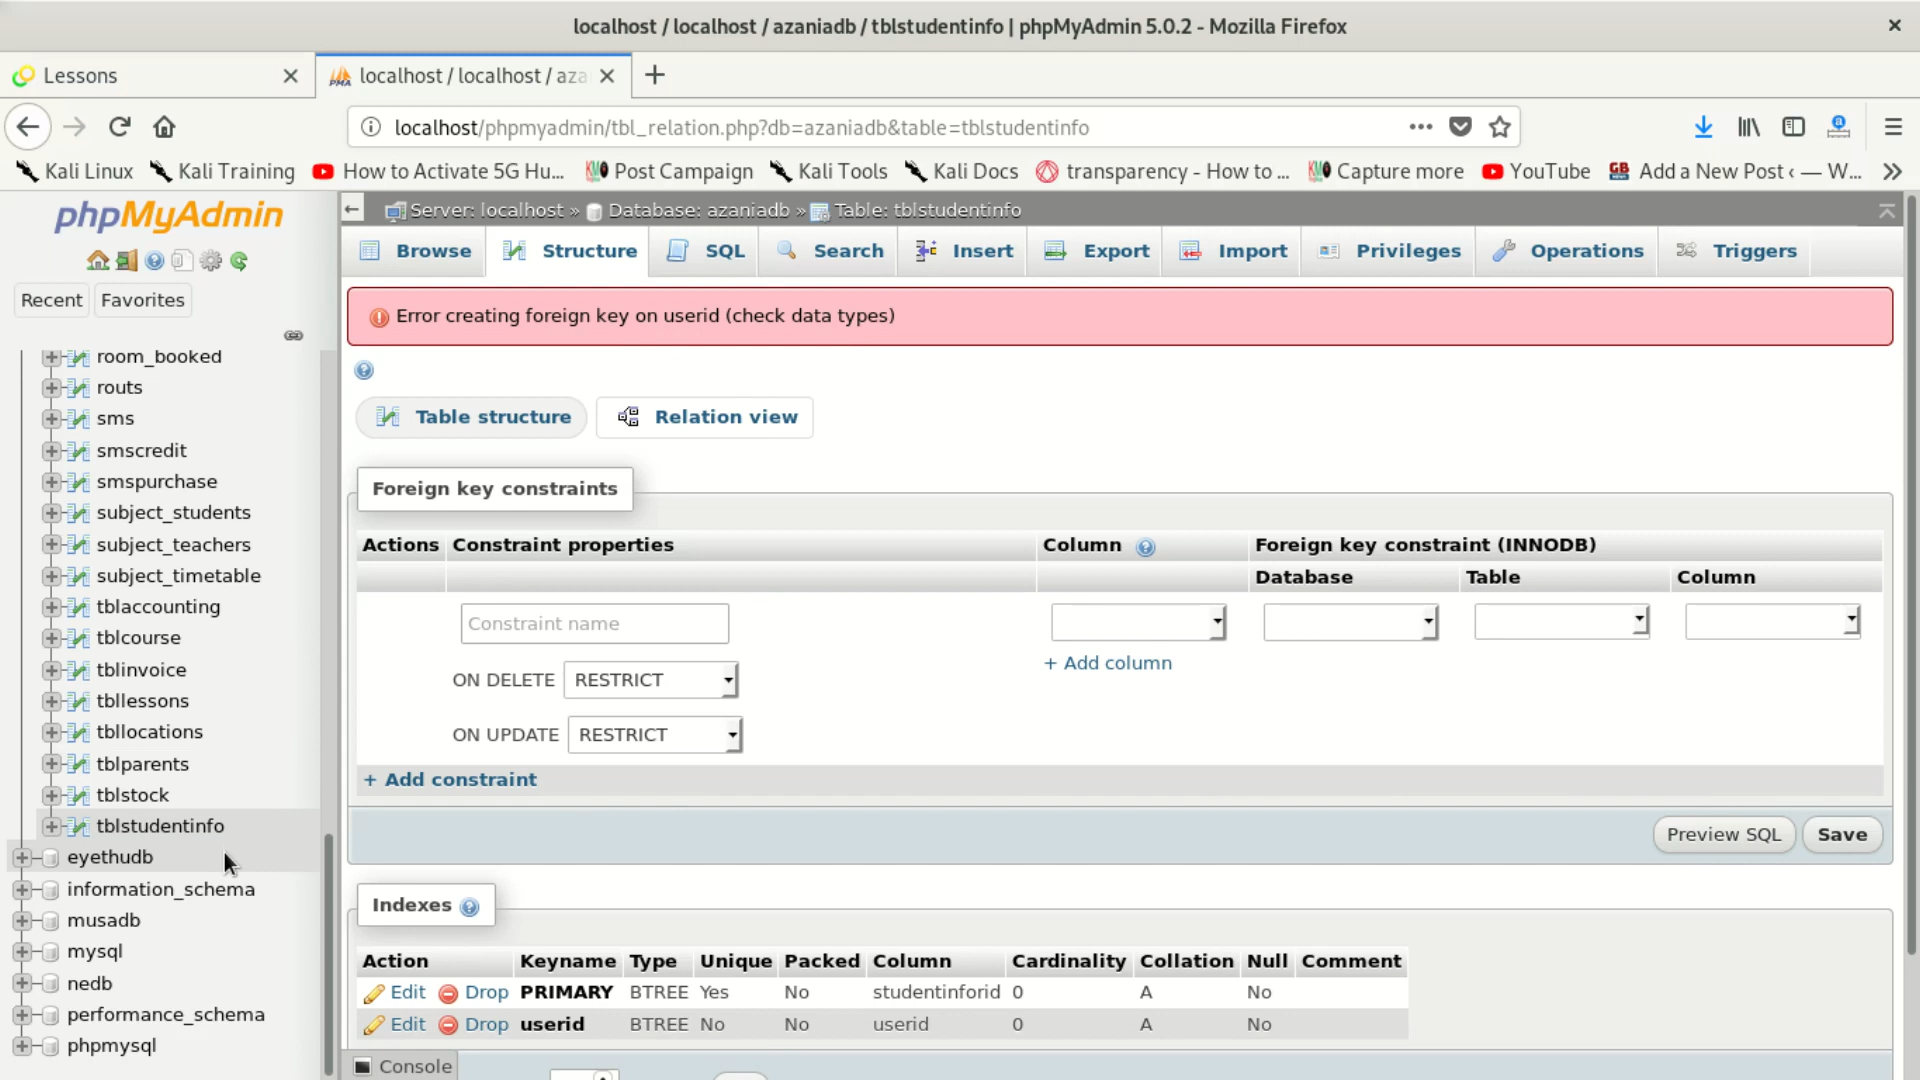 localhost / localhost / azaniadb / tblstudentinfo | phpMyAdmin 5.0.2 - Mozilla Firefox
Lessons
localhost / localhost / aza
localhost/phpmyadmin/tbl_relation.php?db=azaniadb&table=tblstudentinfo
Kali Linux Kali Training How to Activate 5G Hu... Post Campaign Kali Tools Kali Docs transparency - How to ... Capture more YouTube Add a New Post ‹ — W...
phpMyAdmin
Recent Favorites
room_booked
routs
sms
smscredit
smspurchase
subject_students
subject_teachers
subject_timetable
tblaccounting
tblcourse
tblinvoice
tbllessons
tbllocations
tblparents
tblstock
tblstudentinfo
eyethudb
information_schema
musadb
mysql
nedb
performance_schema
phpmysql
Server: localhost » Database: azaniadb » Table: tblstudentinfo
Browse Structure SQL Search Insert Export Import Privileges Operations Triggers
Error creating foreign key on userid (check data types)
Table structure Relation view
Foreign key constraints
Actions Constraint properties Column Foreign key constraint (INNODB)
Database Table Column
Constraint name
+ Add column
ON DELETE RESTRICT
ON UPDATE RESTRICT
+ Add constraint
Preview SQL Save
Indexes
Action Keyname Type Unique Packed Column Cardinality Collation Null Comment
Edit Drop PRIMARY BTREE Yes No studentinforid 0 A No
Edit Drop userid BTREE No No userid 0 A No
Console